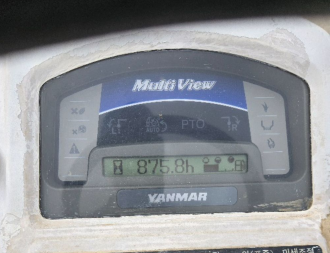 Multi View
PTO
875.8h
YANMAR